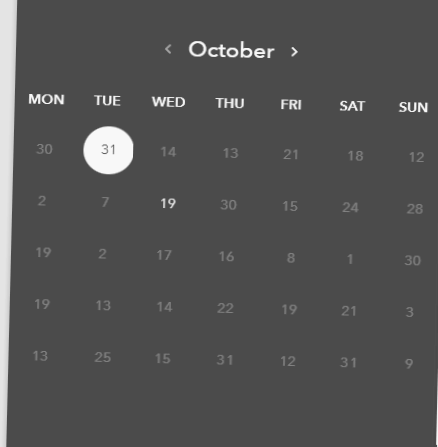 ‹ October ›
MON TUE WED THU FRI SAT SUN
30 31 14 13 21 18 12
2 7 19 30 15 24 28
19 2 17 16 8 1 30
19 13 14 22 19 21 3
13 25 15 31 12 31 9